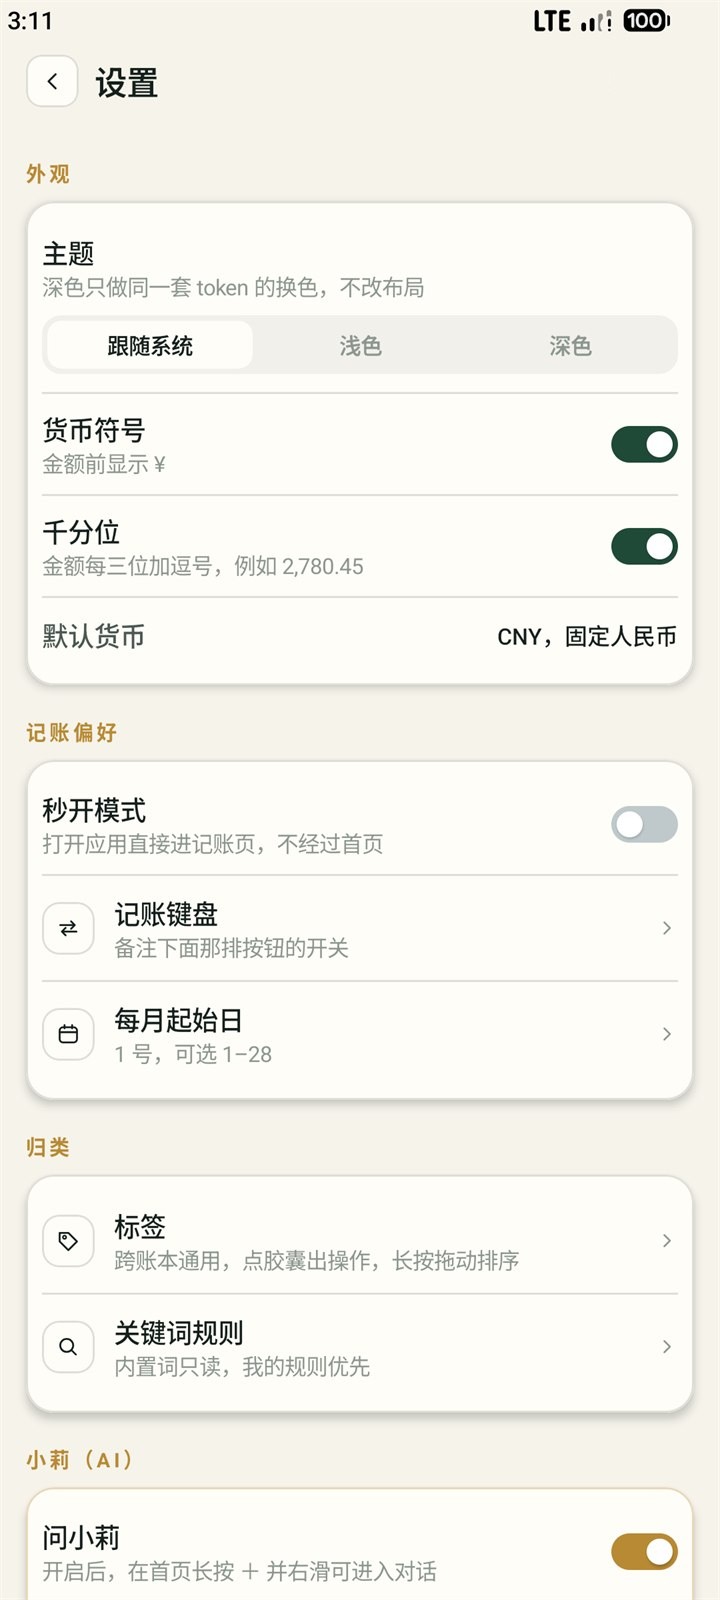 3:11 LTE 100
设置
外观
主题
深色只做同一套 token 的换色，不改布局
跟随系统 浅色 深色
货币符号
金额前显示 ¥
千分位
金额每三位加逗号，例如 2,780.45
默认货币 CNY，固定人民币
记账偏好
秒开模式
打开应用直接进记账页，不经过首页
记账键盘
备注下面那排按钮的开关
每月起始日
1 号，可选 1–28
归类
标签
跨账本通用，点胶囊出操作，长按拖动排序
关键词规则
内置词只读，我的规则优先
小莉（AI）
问小莉
开启后，在首页长按 ＋ 并右滑可进入对话